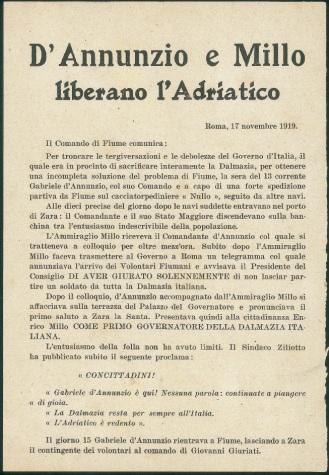 D'Annunzio e Millo
liberano l'Adriatico
Roma, 17 novembre 1919.
Il Comando di Fiume comunica:
Per troncare le tergiversazioni e le debolezze del Governo d'Italia, il
quale era in procinto di sacrificare interamente la Dalmazia, per ottenere
una incompleta soluzione del problema di Fiume, la sera del 13 corrente
Gabriele d'Annunzio, col suo Comando e a capo di una forte spedizione
partiva da Fiume sul cacciatorpediniere « Nullo », seguito da altre navi.
Alle dieci precise del giorno dopo le navi suddette entravano nel porto
di Zara: il Comandante e il suo Stato Maggiore discendevano sulla ban-
china tra l'entusiasmo indescrivibile della popolazione.
L'Ammiraglio Millo riceveva il Comandante d'Annunzio col quale si
tratteneva a colloquio per oltre mezz'ora. Subito dopo l'Ammiraglio
Millo faceva trasmettere al Governo a Roma un telegramma col quale
annunziava l'arrivo dei Volontari Fiumani e avvisava il Presidente del
Consiglio DI AVER GIURATO SOLENNEMENTE di non lasciar par-
tire un soldato da tutta la Dalmazia italiana.
Dopo il colloquio, d'Annunzio accompagnato dall'Ammiraglio Millo si
affacciava sulla terrazza del Palazzo del Governatore e pronunciava il
primo saluto a Zara la Santa. Presentava quindi alla cittadinanza En-
rico Millo COME PRIMO GOVERNATORE DELLA DALMAZIA ITA-
LIANA.
L'entusiasmo della folla non ha avuto limiti. Il Sindaco Ziliotto
ha pubblicato subito il seguente proclama:
« CONCITTADINI!
« Gabriele d'Annunzio è qui! Nessuna parola: continuate a piangere
« di gioia.
« La Dalmazia resta per sempre all'Italia.
« L'Adriatico è redento ».
Il giorno 15 Gabriele d'Annunzio rientrava a Fiume, lasciando a Zara
il contingente dei volontari al comando di Giovanni Giuriati.